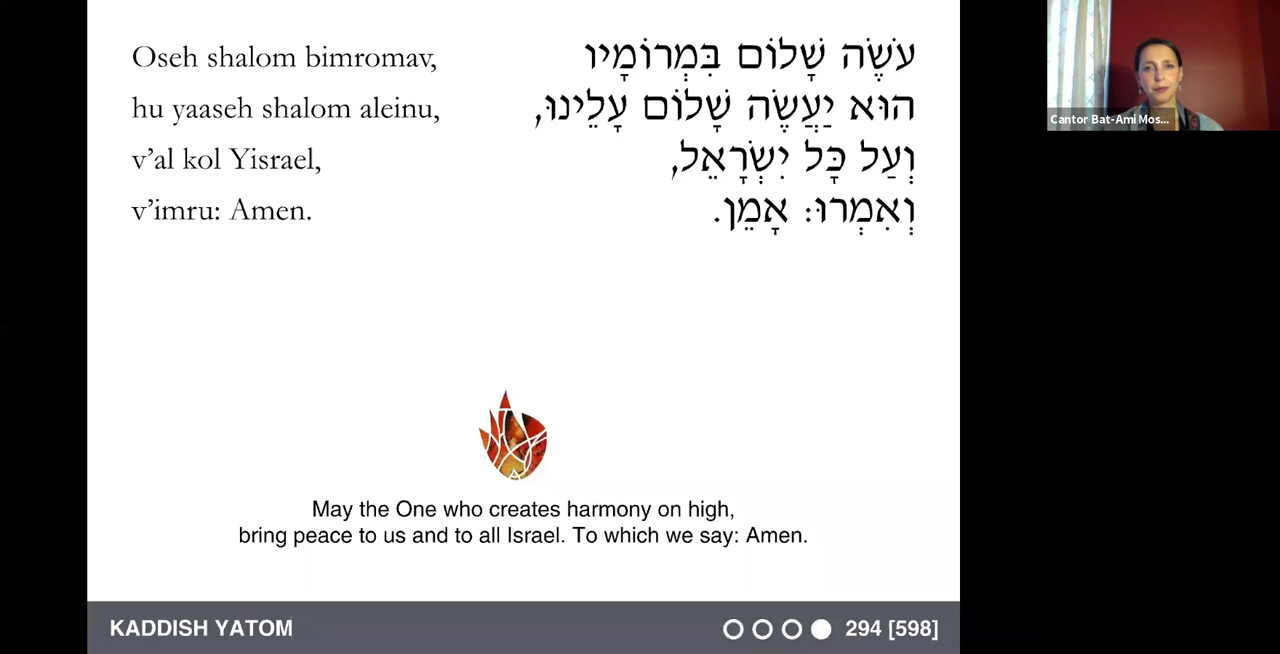 Oseh shalom bimromav,
hu yaaseh shalom aleinu,
v’al kol Yisrael,
v’imru: Amen.
עֹשֶׂה שָׁלוֹם בִּמְרוֹמָיו
הוּא יַעֲשֶׂה שָׁלוֹם עָלֵינוּ,
וְעַל כָּל יִשְׂרָאֵל,
וְאִמְרוּ: אָמֵן.
May the One who creates harmony on high,
bring peace to us and to all Israel. To which we say: Amen.
KADDISH YATOM
294 [598]
Cantor Bat-Ami Mos...